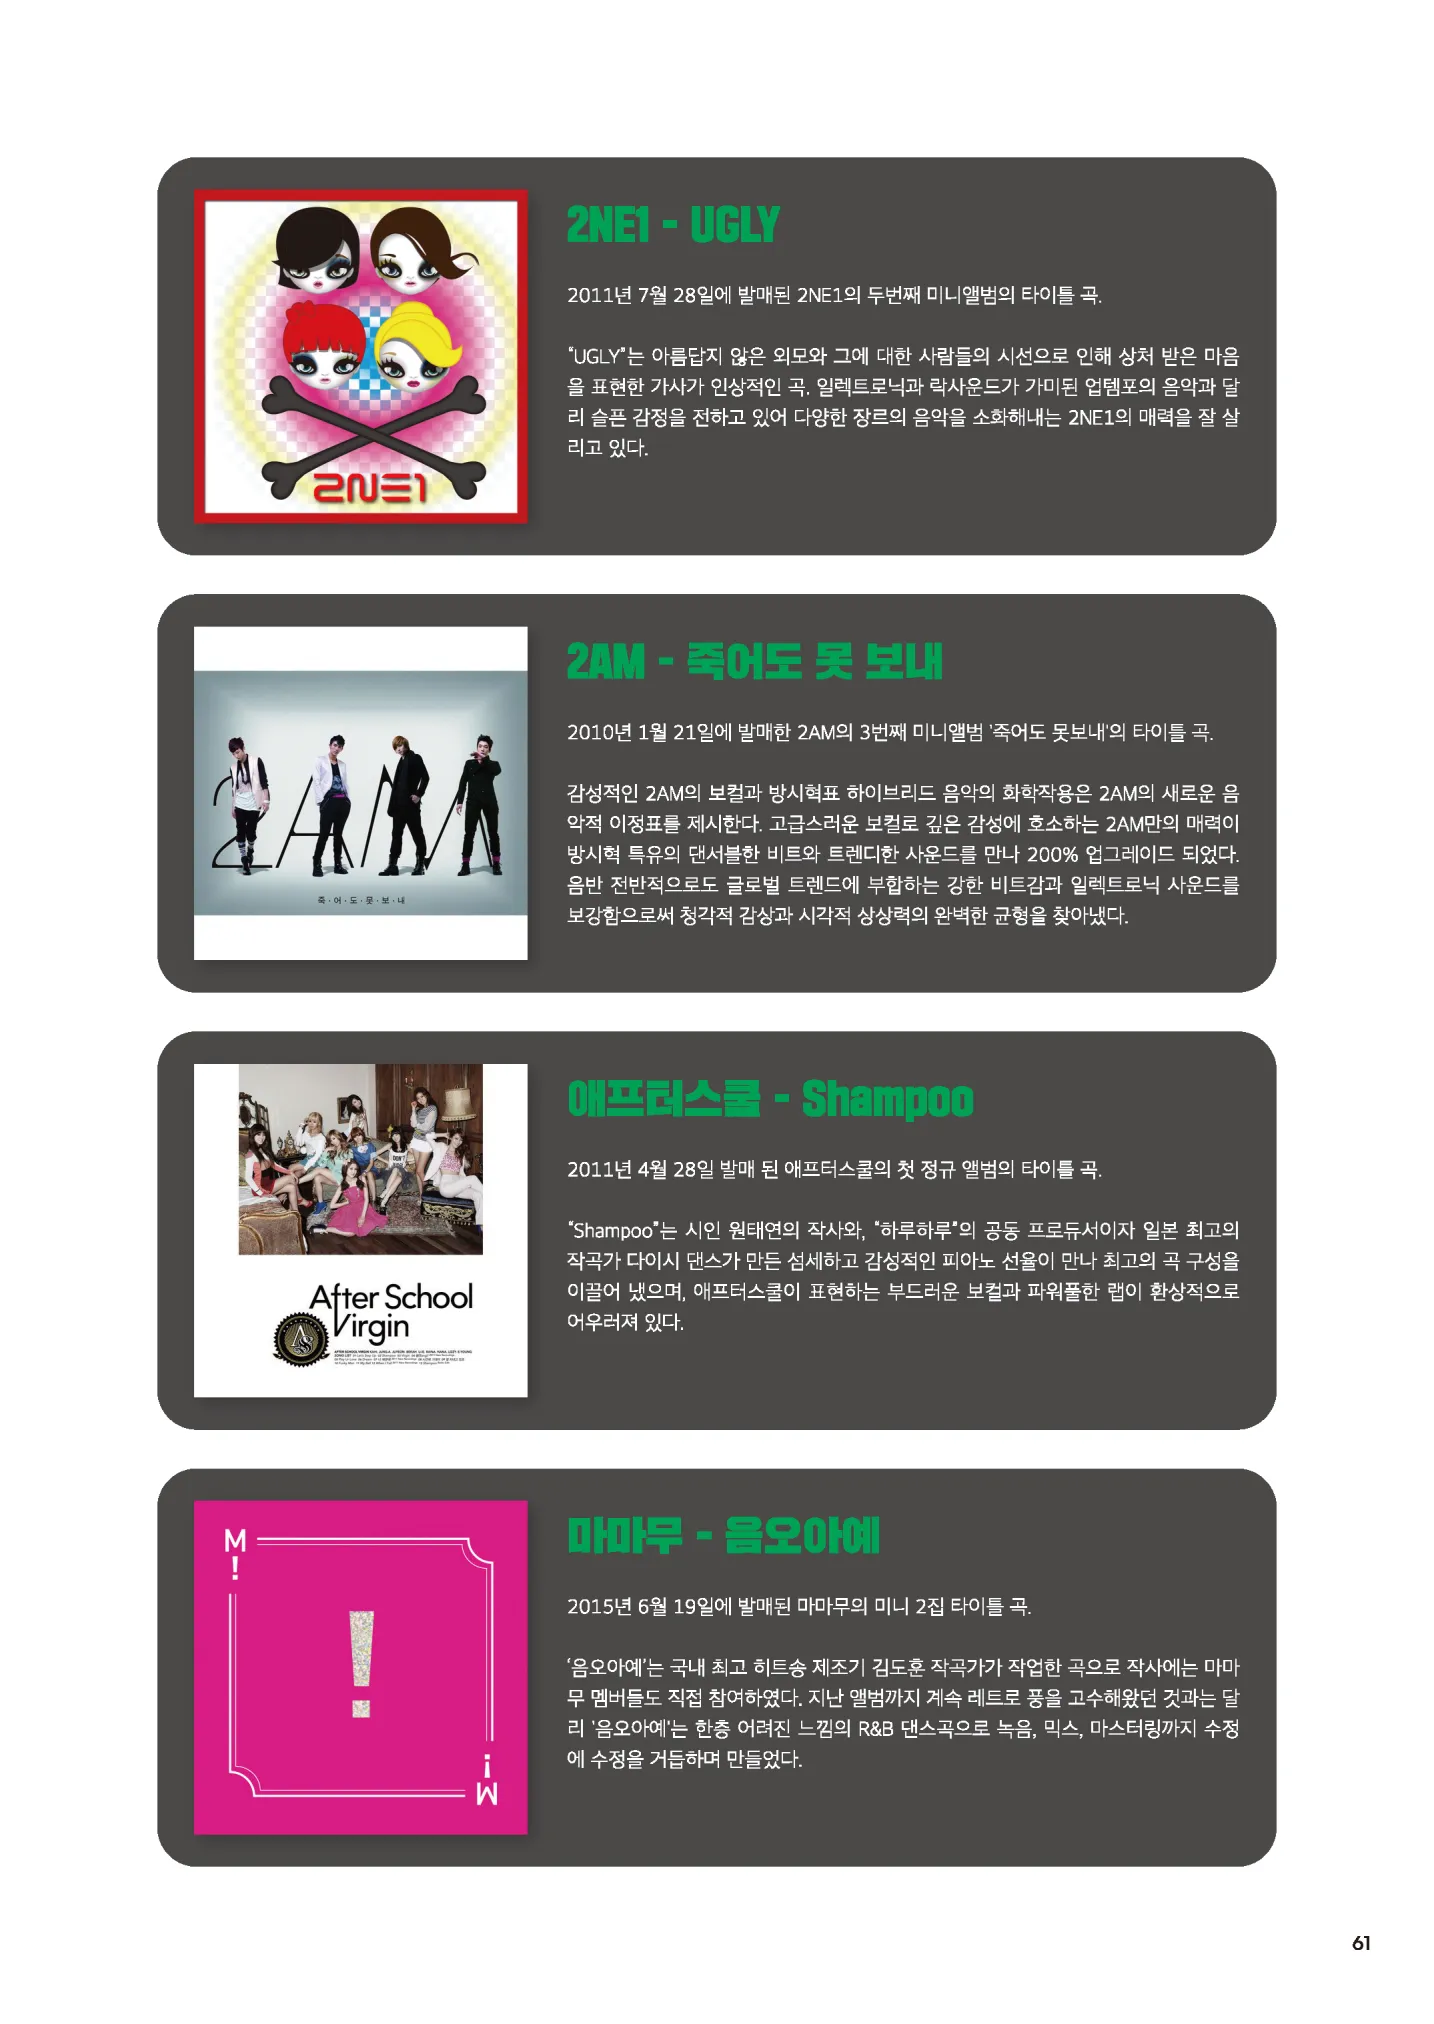 2NE1
2NE1 - UGLY
2011년 7월 28일에 발매된 2NE1의 두번째 미니앨범의 타이틀 곡.
“UGLY”는 아름답지 않은 외모와 그에 대한 사람들의 시선으로 인해 상처 받은 마음
을 표현한 가사가 인상적인 곡. 일렉트로닉과 락사운드가 가미된 업템포의 음악과 달
리 슬픈 감정을 전하고 있어 다양한 장르의 음악을 소화해내는 2NE1의 매력을 잘 살
리고 있다.
2AM
죽·어·도·못·보·내
2AM - 죽어도 못 보내
2010년 1월 21일에 발매한 2AM의 3번째 미니앨범 '죽어도 못보내'의 타이틀 곡.
감성적인 2AM의 보컬과 방시혁표 하이브리드 음악의 화학작용은 2AM의 새로운 음
악적 이정표를 제시한다. 고급스러운 보컬로 깊은 감성에 호소하는 2AM만의 매력이
방시혁 특유의 댄서블한 비트와 트렌디한 사운드를 만나 200% 업그레이드 되었다.
음반 전반적으로도 글로벌 트렌드에 부합하는 강한 비트감과 일렉트로닉 사운드를
보강함으로써 청각적 감상과 시각적 상상력의 완벽한 균형을 찾아냈다.
After School
Virgin
AS
애프터스쿨 - Shampoo
2011년 4월 28일 발매 된 애프터스쿨의 첫 정규 앨범의 타이틀 곡.
“Shampoo”는 시인 원태연의 작사와, “하루하루”의 공동 프로듀서이자 일본 최고의
작곡가 다이시 댄스가 만든 섬세하고 감성적인 피아노 선율이 만나 최고의 곡 구성을
이끌어 냈으며, 애프터스쿨이 표현하는 부드러운 보컬과 파워풀한 랩이 환상적으로
어우러져 있다.
M!
!
M!
마마무 - 음오아예
2015년 6월 19일에 발매된 마마무의 미니 2집 타이틀 곡.
‘음오아예’는 국내 최고 히트송 제조기 김도훈 작곡가가 작업한 곡으로 작사에는 마마
무 멤버들도 직접 참여하였다. 지난 앨범까지 계속 레트로 풍을 고수해왔던 것과는 달
리 '음오아예'는 한층 어려진 느낌의 R&B 댄스곡으로 녹음, 믹스, 마스터링까지 수정
에 수정을 거듭하며 만들었다.
61